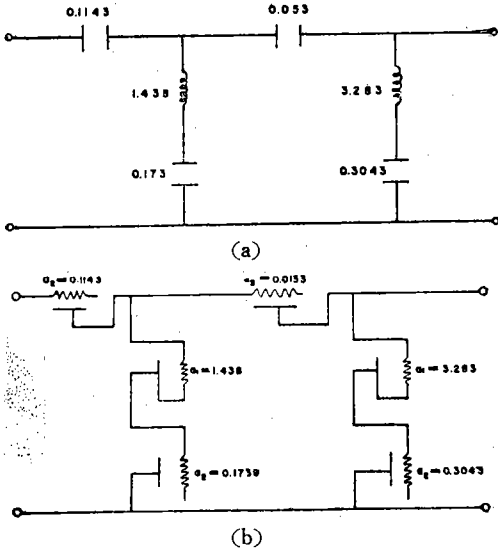 0.1143
0.053
1.438
3.283
0.173
0.3043
(a)
a₂=0.1143
=0.0153
a₁=1.438
a₁=3.283
a₂=0.1739
a₂=0.3043
(b)